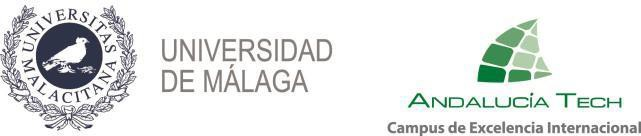 UNIVERSITAS
MALACITANA
UNIVERSIDAD
DE MÁLAGA
ANDALUCÍA TECH
Campus de Excelencia Internacional